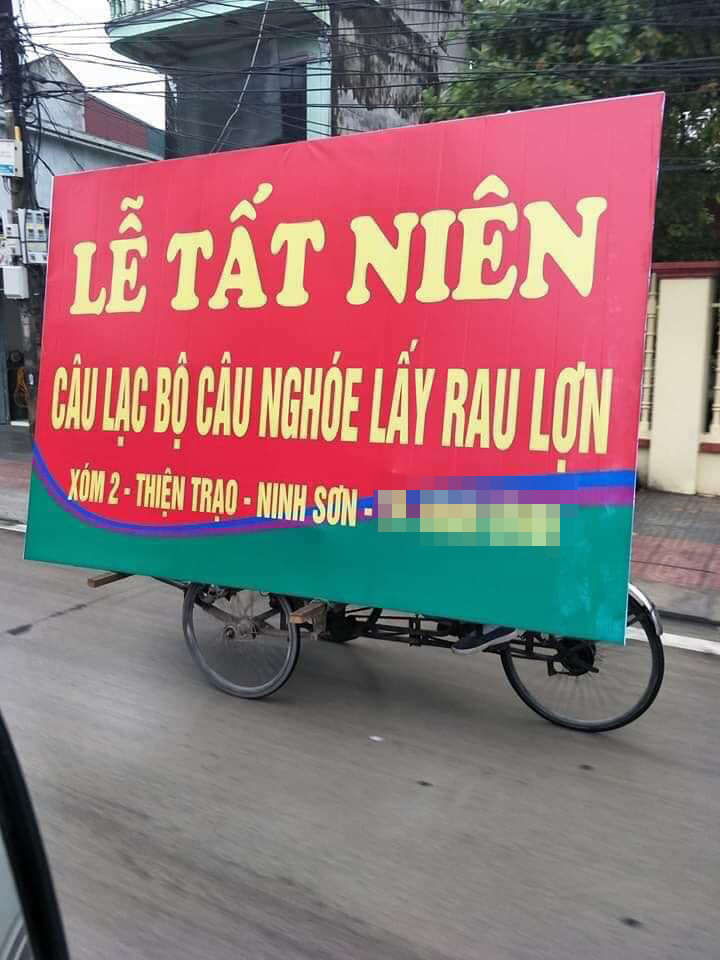 LỄ TẤT NIÊN
CÂU LẠC BỘ CÂU NGHÓE LẤY RAU LỢN
XÓM 2 - THIỆN TRẠO - NINH SƠN -